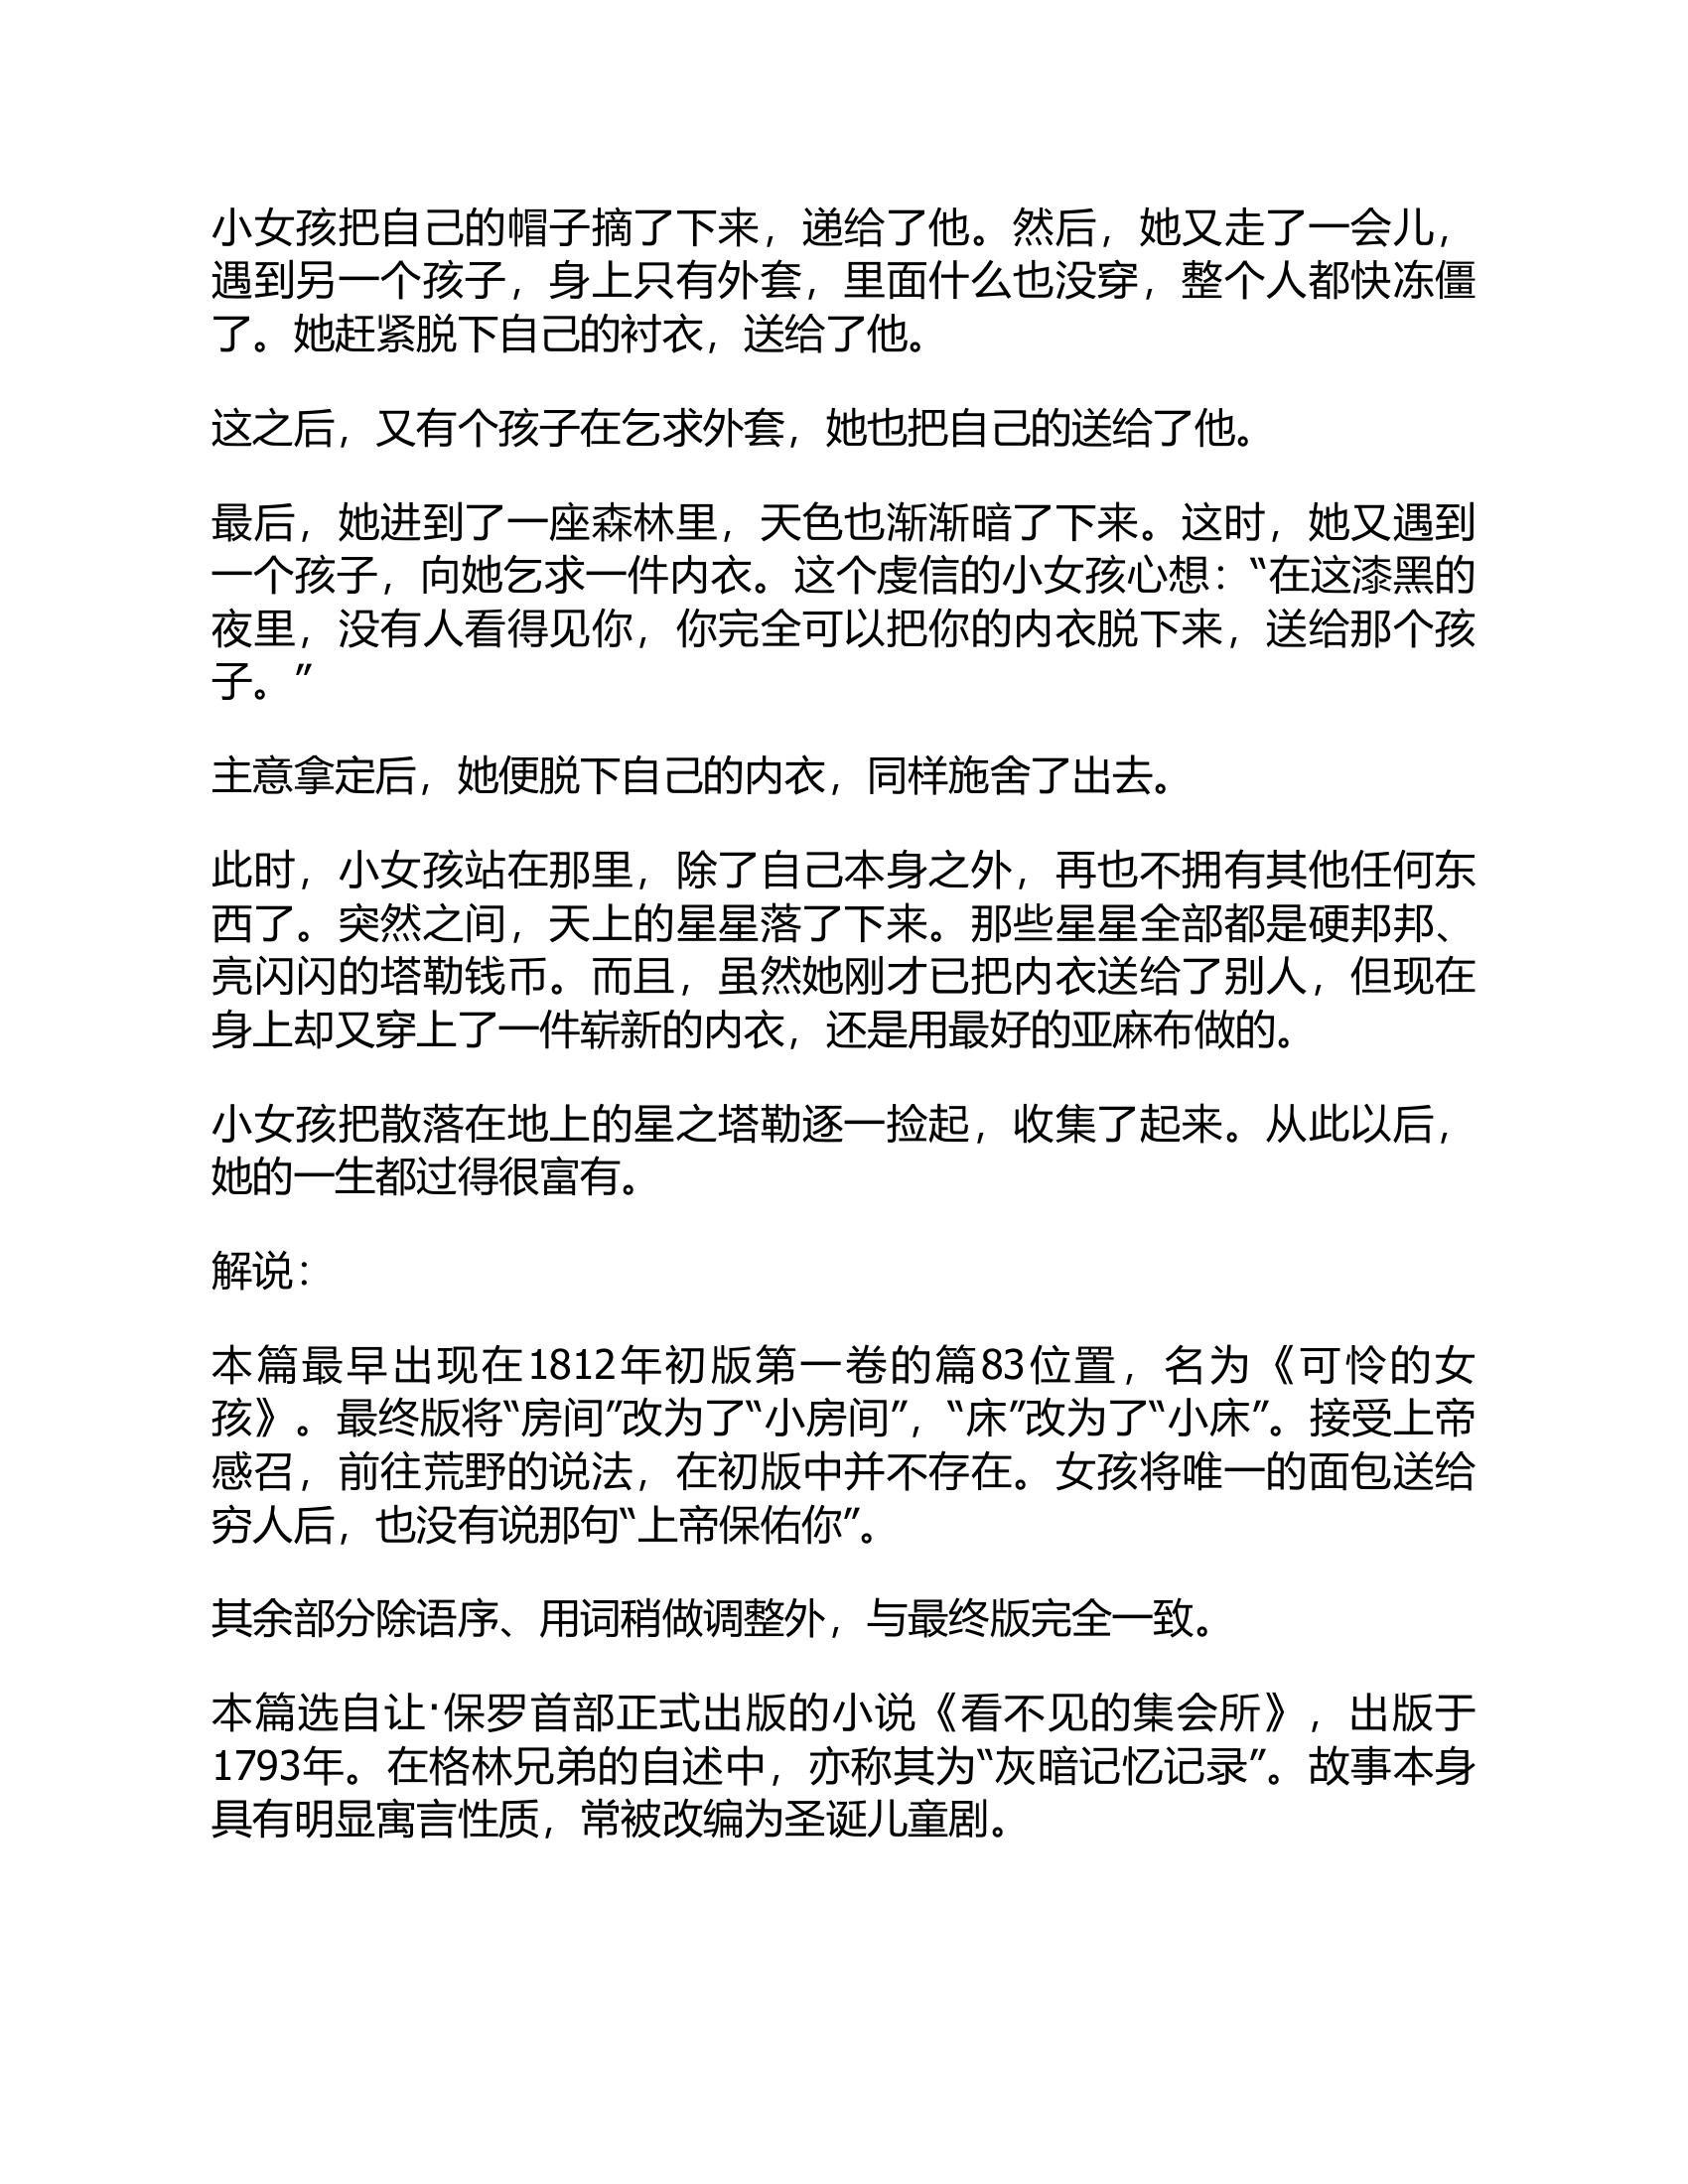 小女孩把自己的帽子摘了下来，递给了他。然后，她又走了一会儿，
遇到另一个孩子，身上只有外套，里面什么也没穿，整个人都快冻僵
了。她赶紧脱下自己的衬衣，送给了他。
这之后，又有个孩子在乞求外套，她也把自己的送给了他。
最后，她进到了一座森林里，天色也渐渐暗了下来。这时，她又遇到
一个孩子，向她乞求一件内衣。这个虔信的小女孩心想：“在这漆黑的
夜里，没有人看得见你，你完全可以把你的内衣脱下来，送给那个孩
子。”
主意拿定后，她便脱下自己的内衣，同样施舍了出去。
此时，小女孩站在那里，除了自己本身之外，再也不拥有其他任何东
西了。突然之间，天上的星星落了下来。那些星星全部都是硬邦邦、
亮闪闪的塔勒钱币。而且，虽然她刚才已把内衣送给了别人，但现在
身上却又穿上了一件崭新的内衣，还是用最好的亚麻布做的。
小女孩把散落在地上的星之塔勒逐一捡起，收集了起来。从此以后，
她的一生都过得很富有。
解说：
本篇最早出现在1812年初版第一卷的篇83位置，名为《可怜的女
孩》。最终版将“房间”改为了“小房间”，“床”改为了“小床”。接受上帝
感召，前往荒野的说法，在初版中并不存在。女孩将唯一的面包送给
穷人后，也没有说那句“上帝保佑你”。
其余部分除语序、用词稍做调整外，与最终版完全一致。
本篇选自让·保罗首部正式出版的小说《看不见的集会所》，出版于
1793年。在格林兄弟的自述中，亦称其为“灰暗记忆记录”。故事本身
具有明显寓言性质，常被改编为圣诞儿童剧。